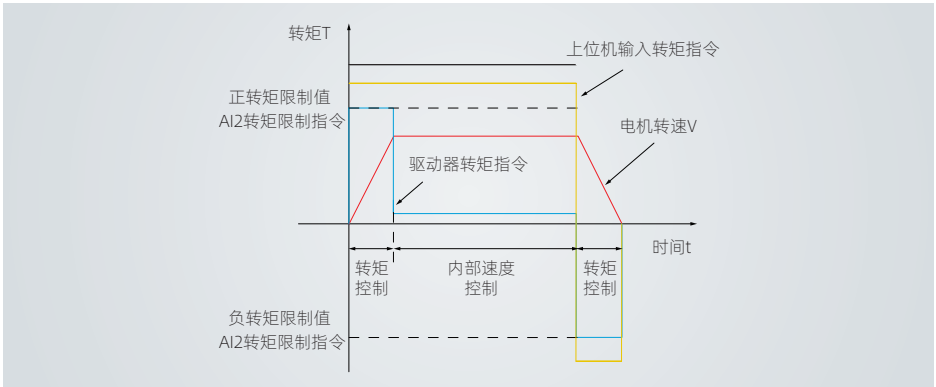 转矩T
上位机输入转矩指令
正转矩限制值
AI2转矩限制指令
电机转速V
驱动器转矩指令
时间t
转矩
控制
内部速度
控制
转矩
控制
负转矩限制值
AI2转矩限制指令